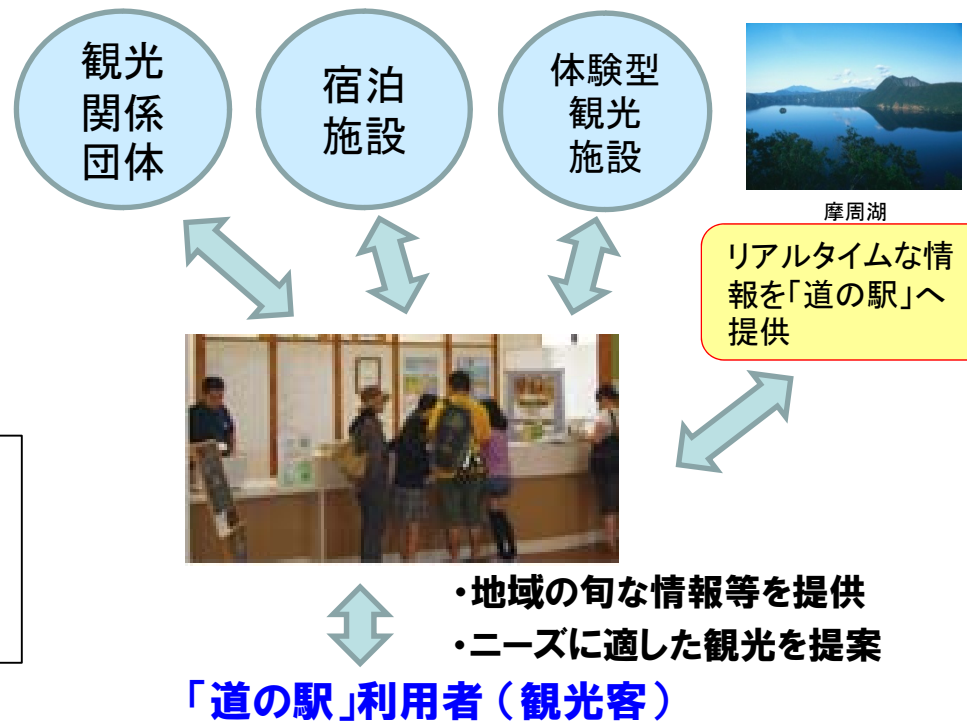 観光
関係
団体
宿泊
施設
体験型
観光
施設
摩周湖
リアルタイムな情
報を「道の駅」へ
提供
・地域の旬な情報等を提供
・ニーズに適した観光を提案
「道の駅」利用者（観光客）